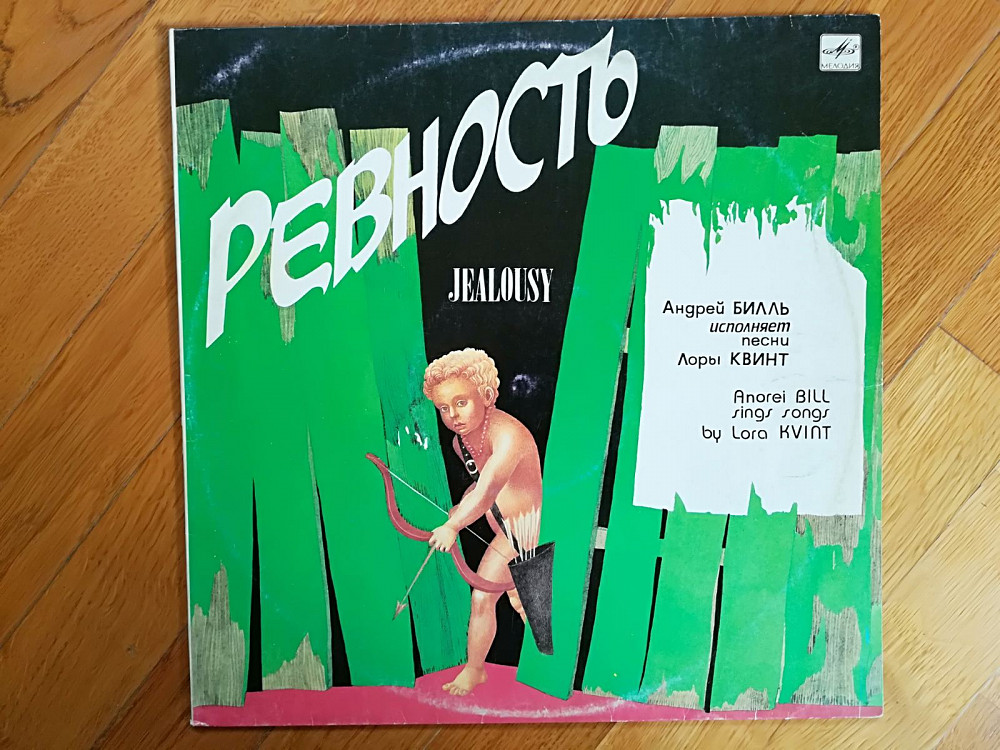 РЕВНОСТЬ
JEALOUSY
МЕЛОДИЯ
Андрей БИЛЛЬ
исполняет
песни
Лоры КВИНТ
Anorei BILL
sings songs
by Lora KVINT